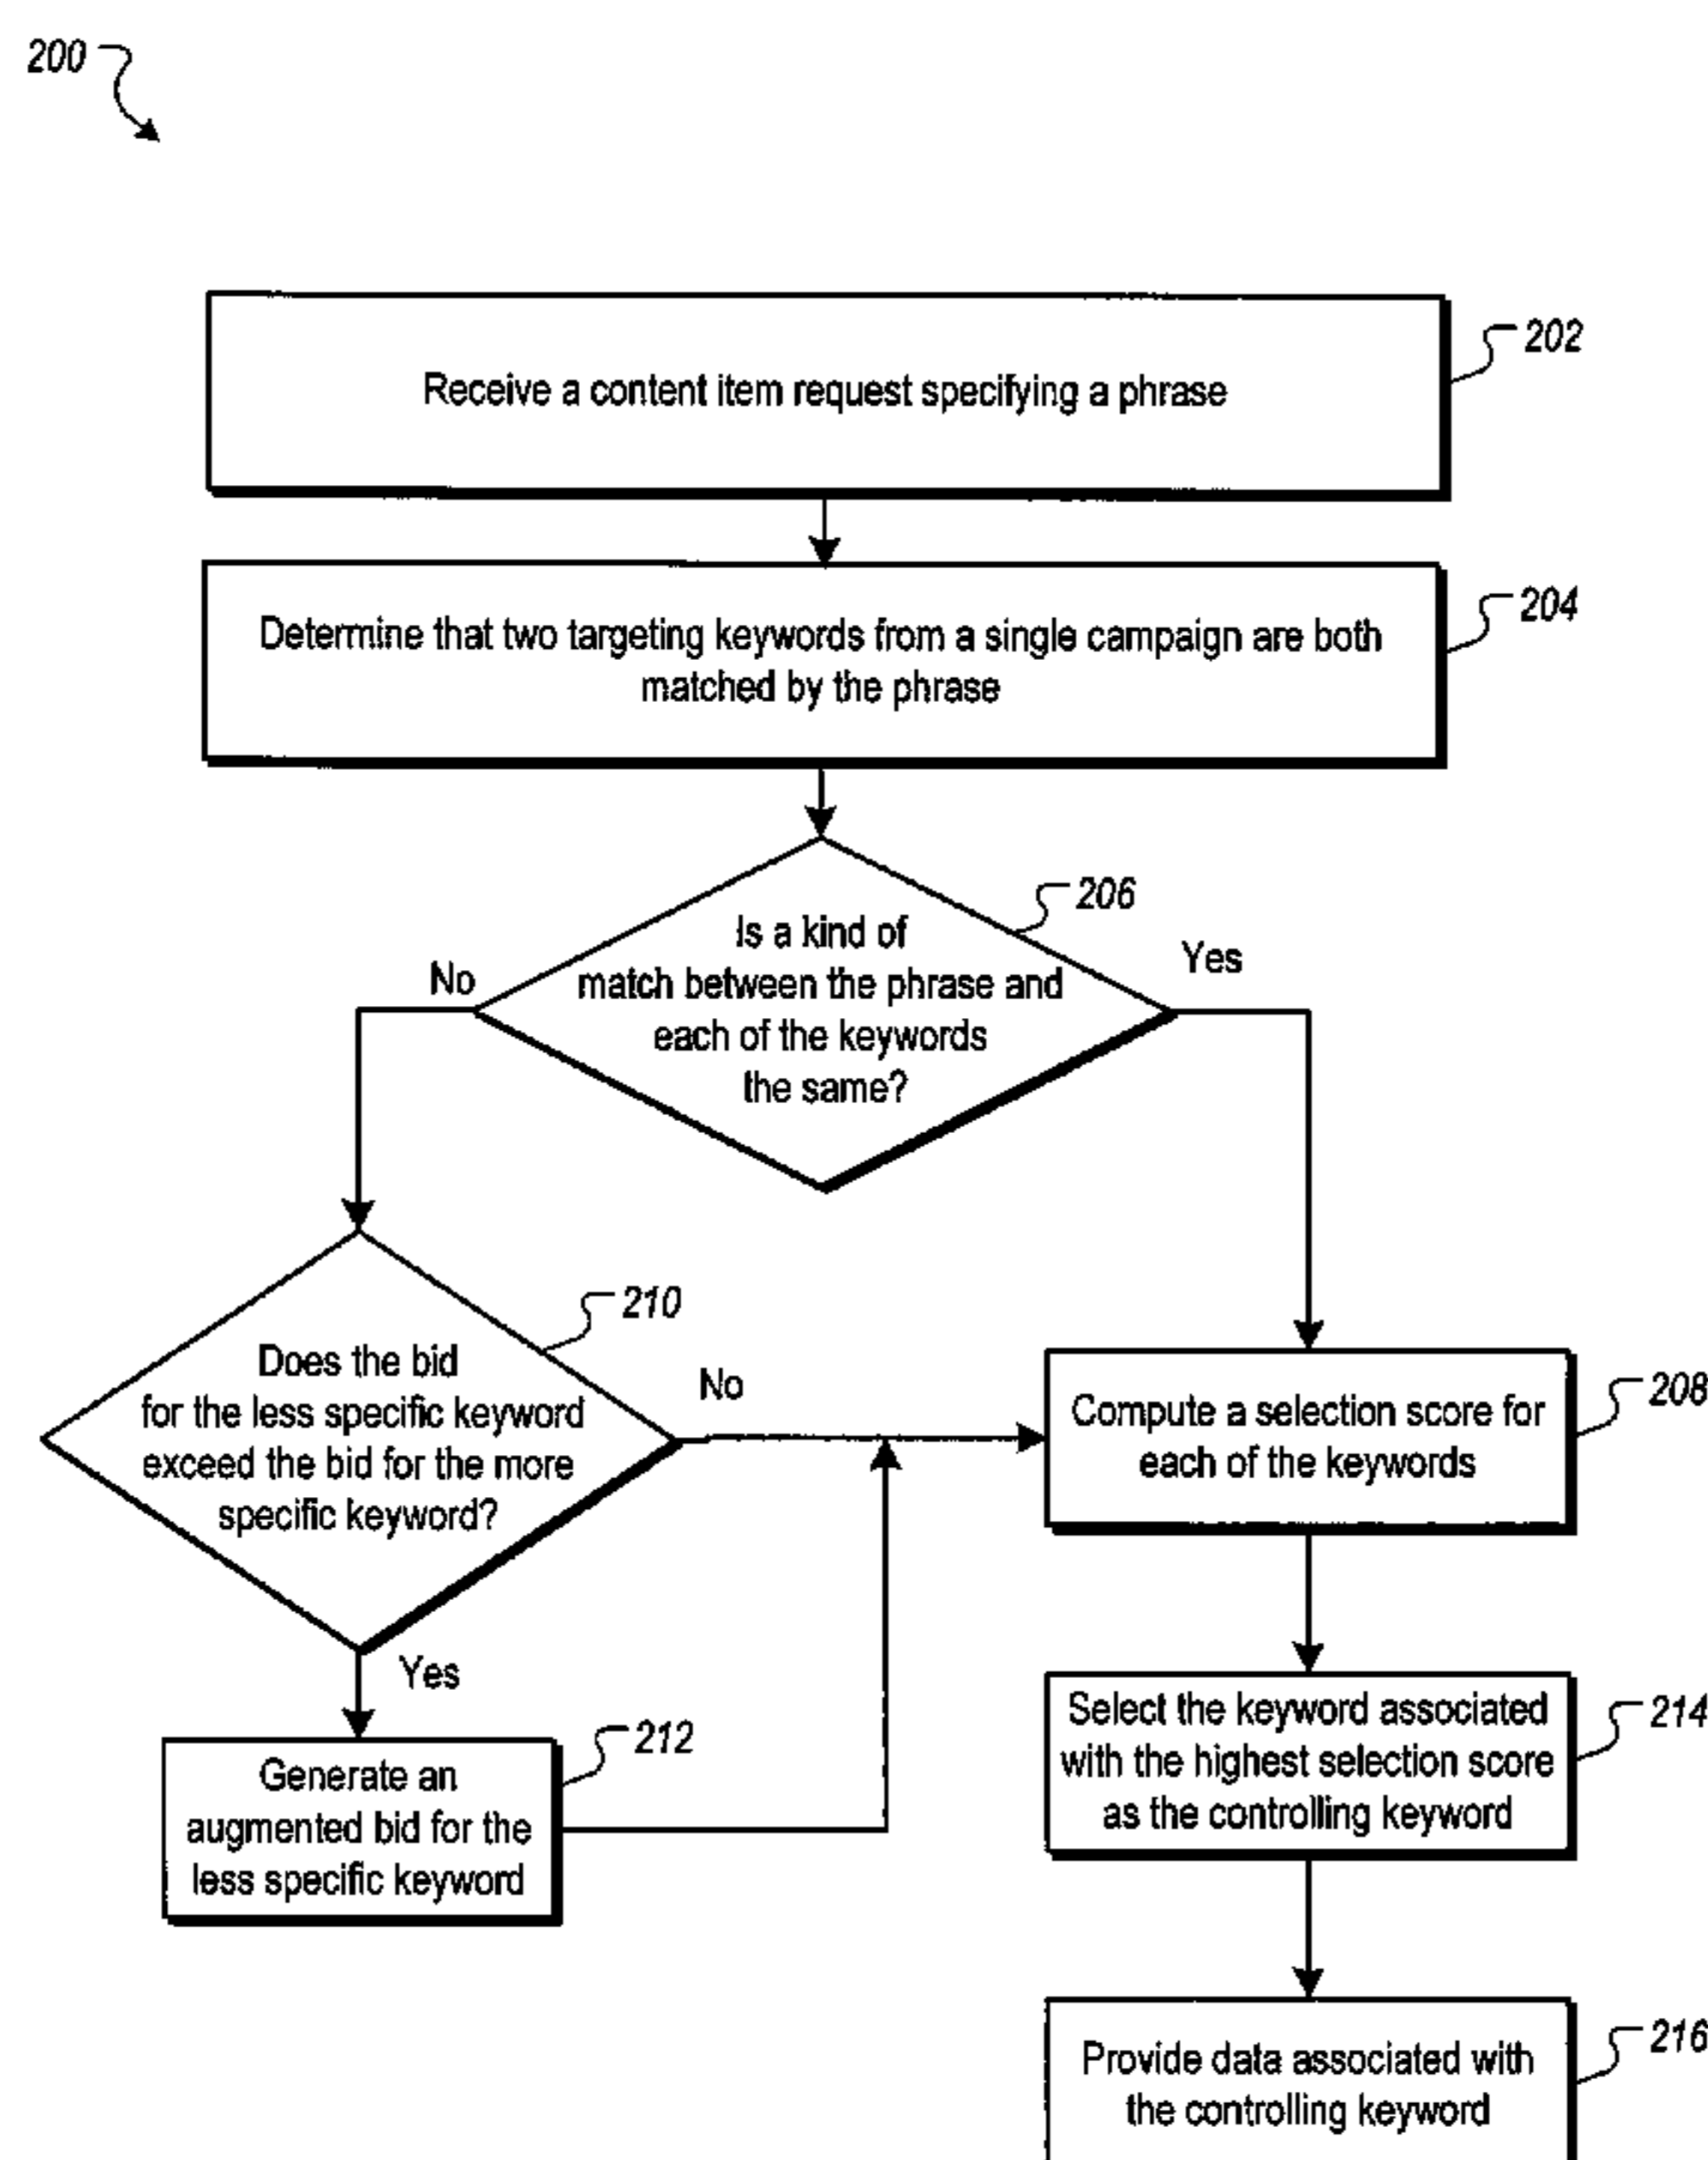 200
Receive a content item request specifying a phrase
202
Determine that two targeting keywords from a single campaign are both
matched by the phrase
204
Is a kind of
match between the phrase and
each of the keywords
the same?
206
No
Yes
Does the bid
for the less specific keyword
exceed the bid for the more
specific keyword?
210
No
Yes
Compute a selection score for
each of the keywords
208
Generate an
augmented bid for the
less specific keyword
212
Select the keyword associated
with the highest selection score
as the controlling keyword
214
Provide data associated with
the controlling keyword
216